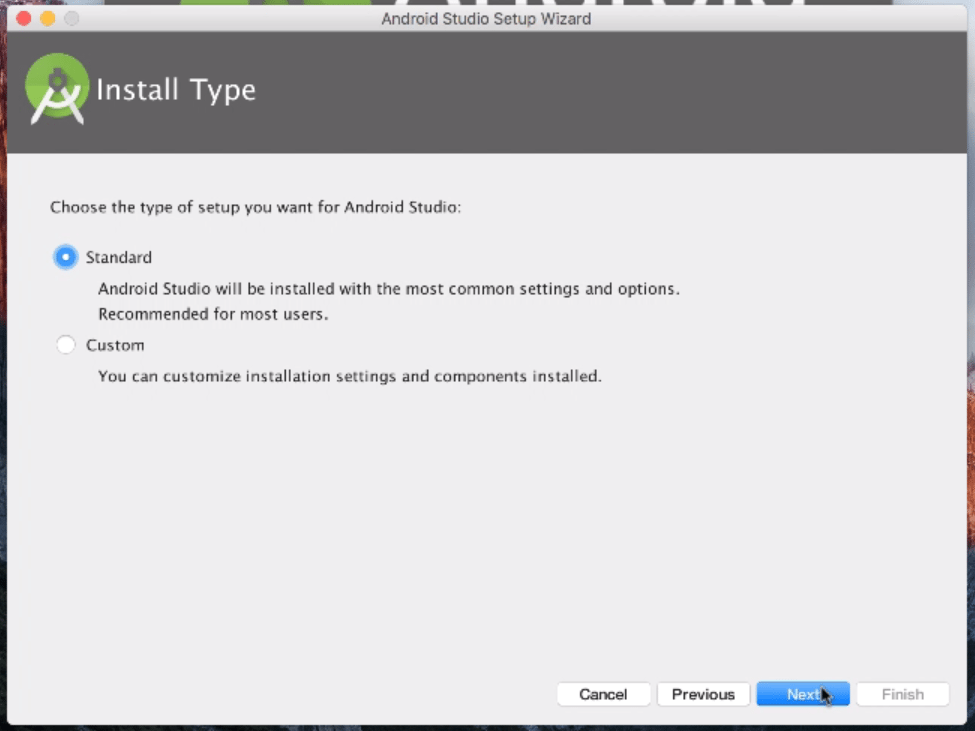 Android Studio Setup Wizard
Install Type
Choose the type of setup you want for Android Studio:
Standard
Android Studio will be installed with the most common settings and options.
Recommended for most users.
Custom
You can customize installation settings and components installed.
Cancel Previous Next Finish